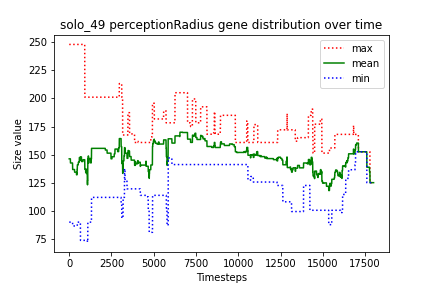 solo_49 perceptionRadius gene distribution over time
max
mean
min
Size value
250
225
200
175
150
125
100
75
0 2500 5000 7500 10000 12500 15000 17500
Timesteps